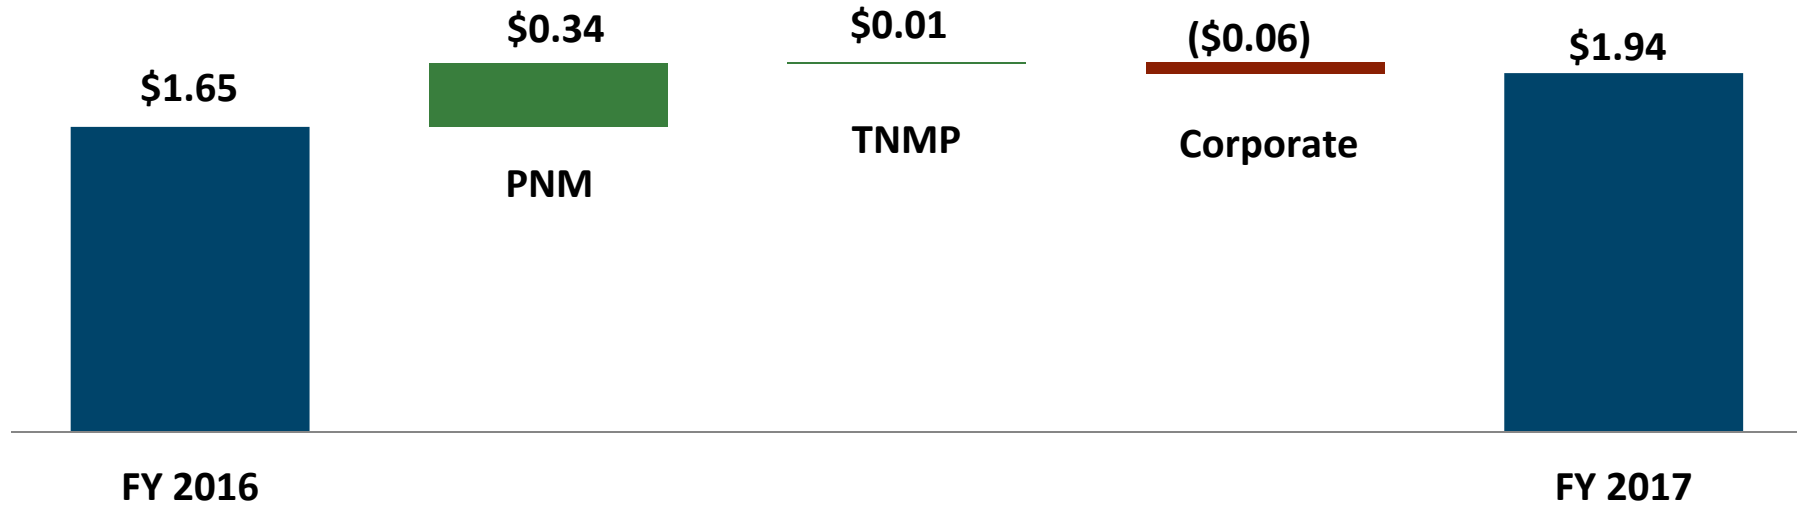 $1.65
$0.34
PNM
$0.01
TNMP
($0.06)
Corporate
$1.94
FY 2016
FY 2017